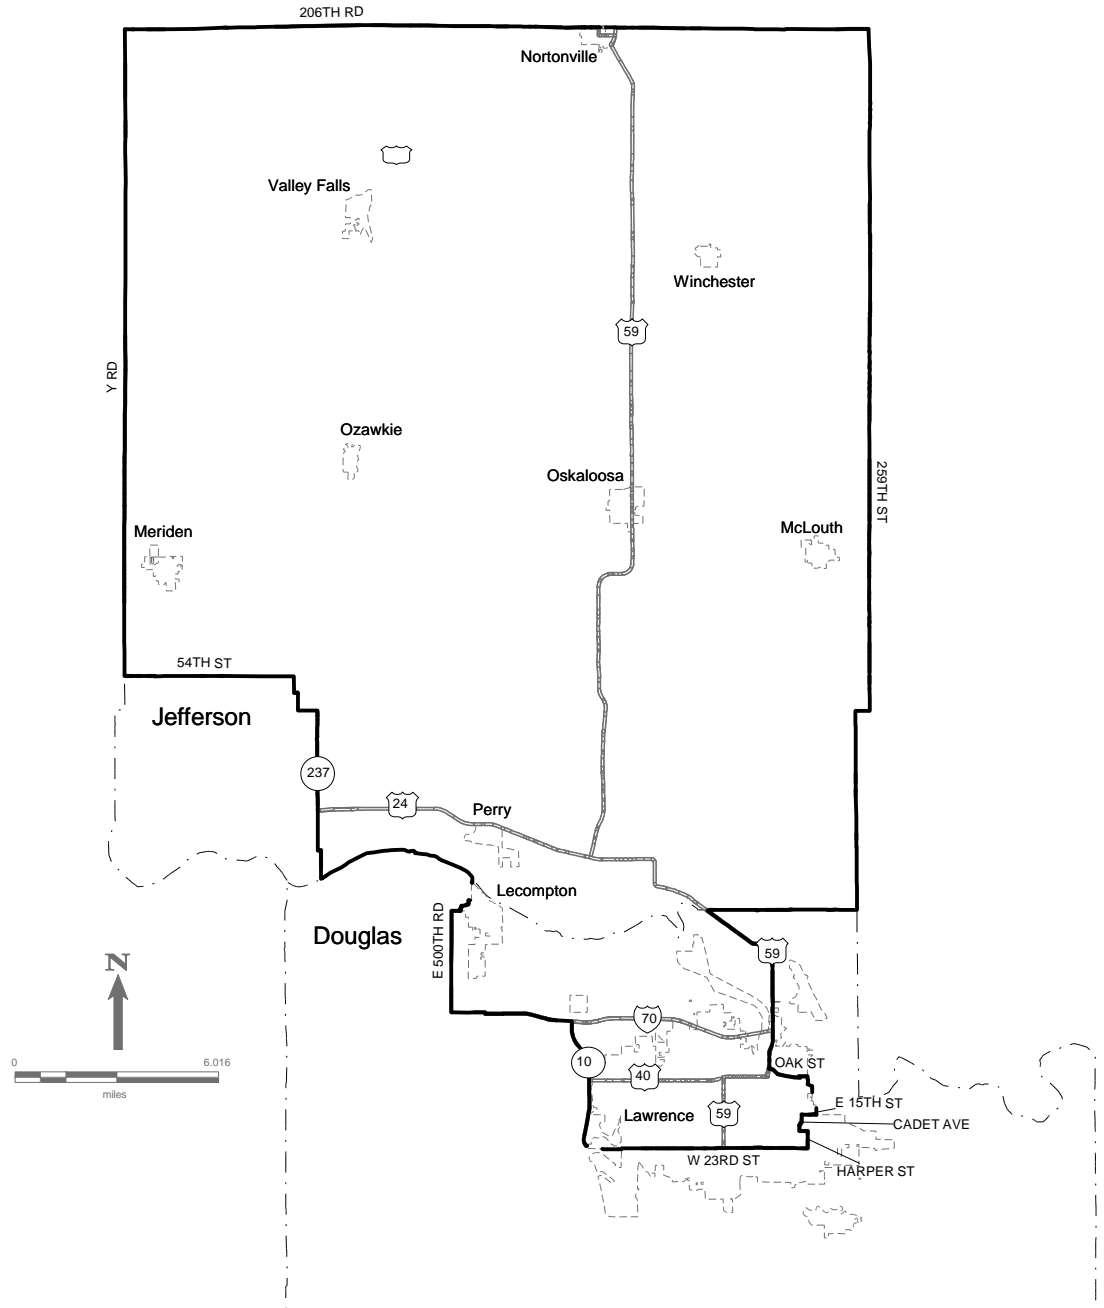 206TH RD
Nortonville
Valley Falls
Winchester
59
Y RD
Ozawkie
Oskaloosa
259TH ST
McLouth
Meriden
54TH ST
Jefferson
237
24
Perry
Lecompton
E 500TH RD
Douglas
59
N
70
10
OAK ST
0
6.016
40
miles
E 15TH ST
Lawrence
59
CADET AVE
W 23RD ST
HARPER ST